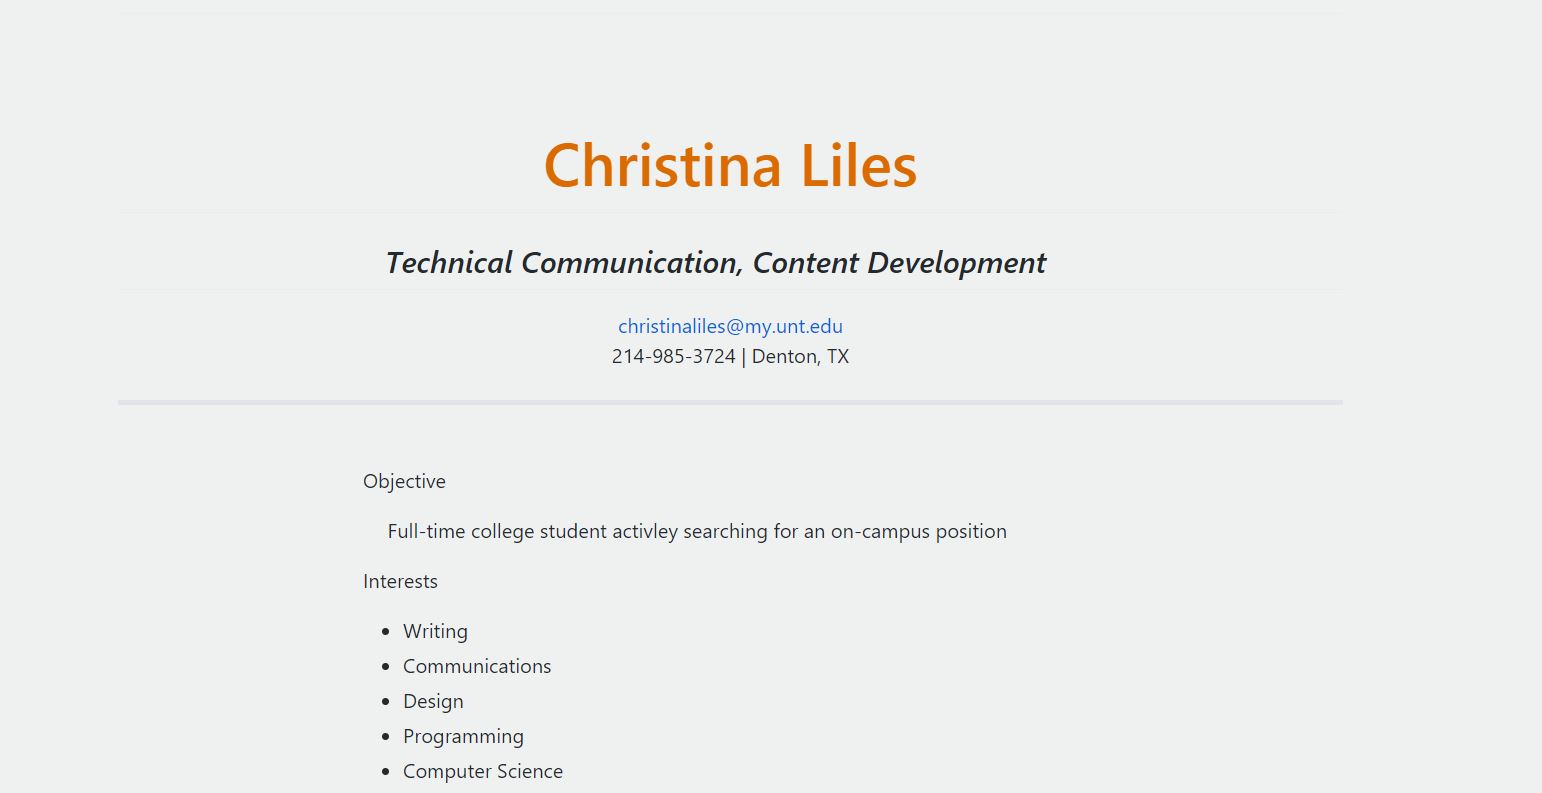 Christina Liles
Technical Communication, Content Development
christinaliles@my.unt.edu
214-985-3724 | Denton, TX
Objective
Full-time college student activley searching for an on-campus position
Interests
Writing
Communications
Design
Programming
Computer Science